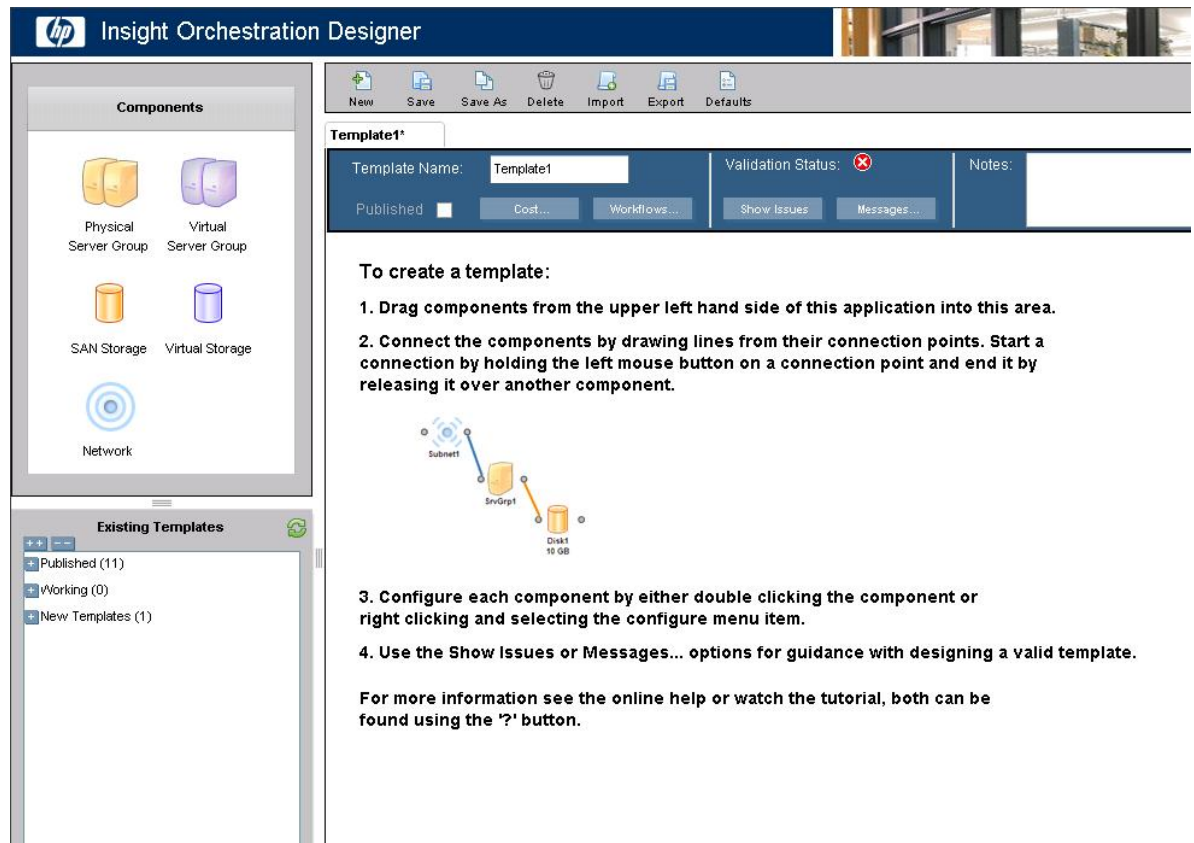 hp Insight Orchestration Designer
Components
Physical
Server Group
Virtual
Server Group
SAN Storage
Virtual Storage
Network
Existing Templates
++ --
+ Published (11)
+ Working (0)
+ New Templates (1)
New Save Save As Delete Import Export Defaults
Template1*
Template Name: Template1
Published Cost... Workflows...
Validation Status:
Show Issues Messages...
Notes:
To create a template:
1. Drag components from the upper left hand side of this application into this area.
2. Connect the components by drawing lines from their connection points. Start a
connection by holding the left mouse button on a connection point and end it by
releasing it over another component.
Subnet1
SrvGrp1
Disk1
10 GB
3. Configure each component by either double clicking the component or
right clicking and selecting the configure menu item.
4. Use the Show Issues or Messages... options for guidance with designing a valid template.
For more information see the online help or watch the tutorial, both can be
found using the '?' button.